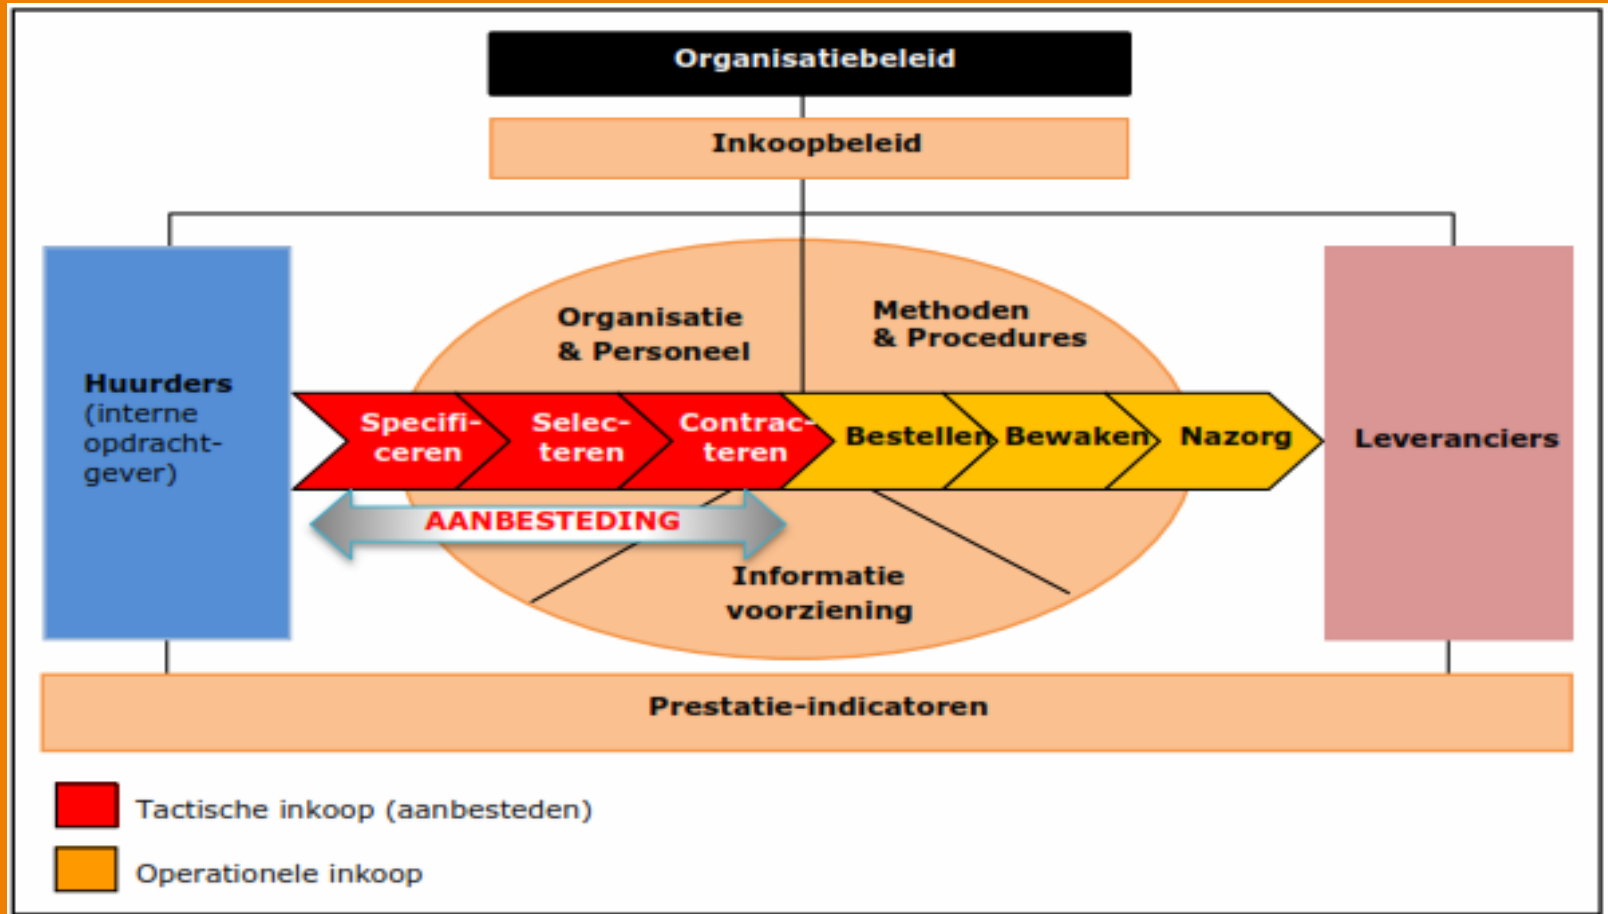 Organisatiebeleid
Inkoopbeleid
Organisatie
& Personeel
Methoden
& Procedures
Huurders
(interne
opdracht-
gever)
Specifi-
ceren
Selec-
teren
Contrac-
teren
Bestellen
Bewaken
Nazorg
Leveranciers
AANBESTEDING
Informatie
voorziening
Prestatie-indicatoren
Tactische inkoop (aanbesteden)
Operationele inkoop